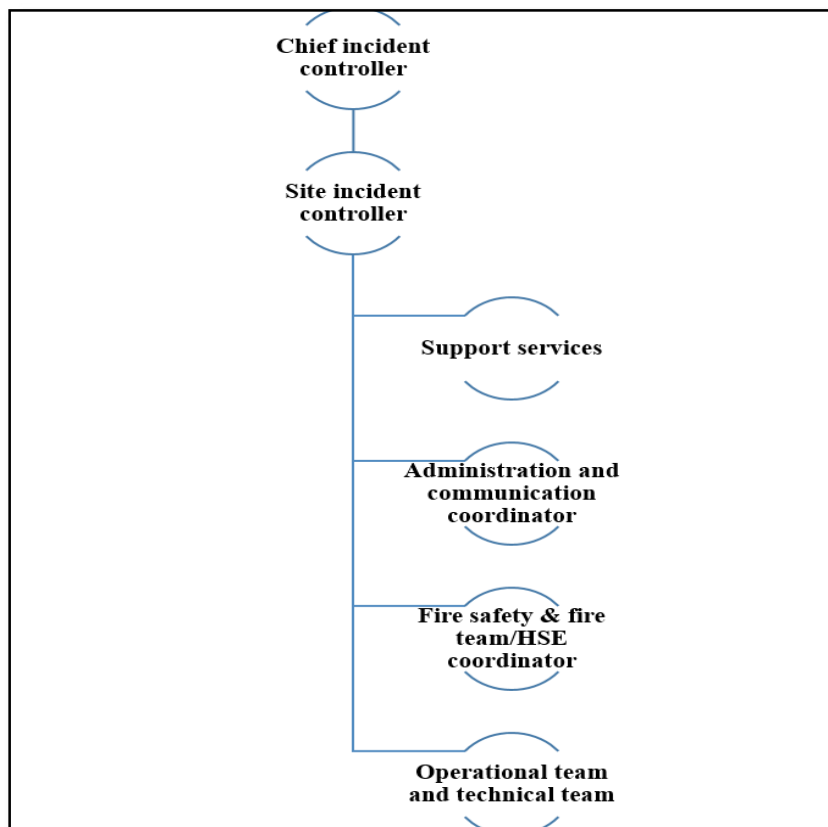 Chief incident
controller
Site incident
controller
Support services
Administration and
communication
coordinator
Fire safety & fire
team/HSE
coordinator
Operational team
and technical team